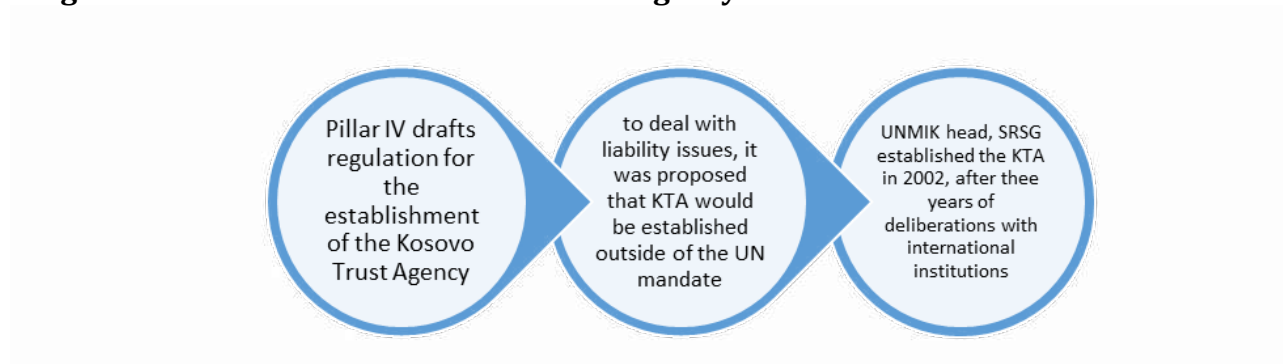 Pillar IV drafts
regulation for
the
establishment
of the Kosovo
Trust Agency
to deal with
liability issues, it
was proposed
that KTA would
be established
outside of the UN
mandate
UNMIK head, SRSG
established the KTA
in 2002, after thee
years of
deliberations with
international
institutions